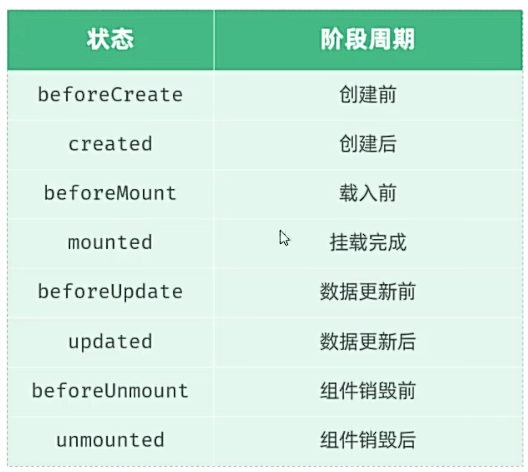 状态 阶段周期
beforeCreate 创建前
created 创建后
beforeMount 载入前
mounted 挂载完成
beforeUpdate 数据更新前
updated 数据更新后
beforeUnmount 组件销毁前
unmounted 组件销毁后